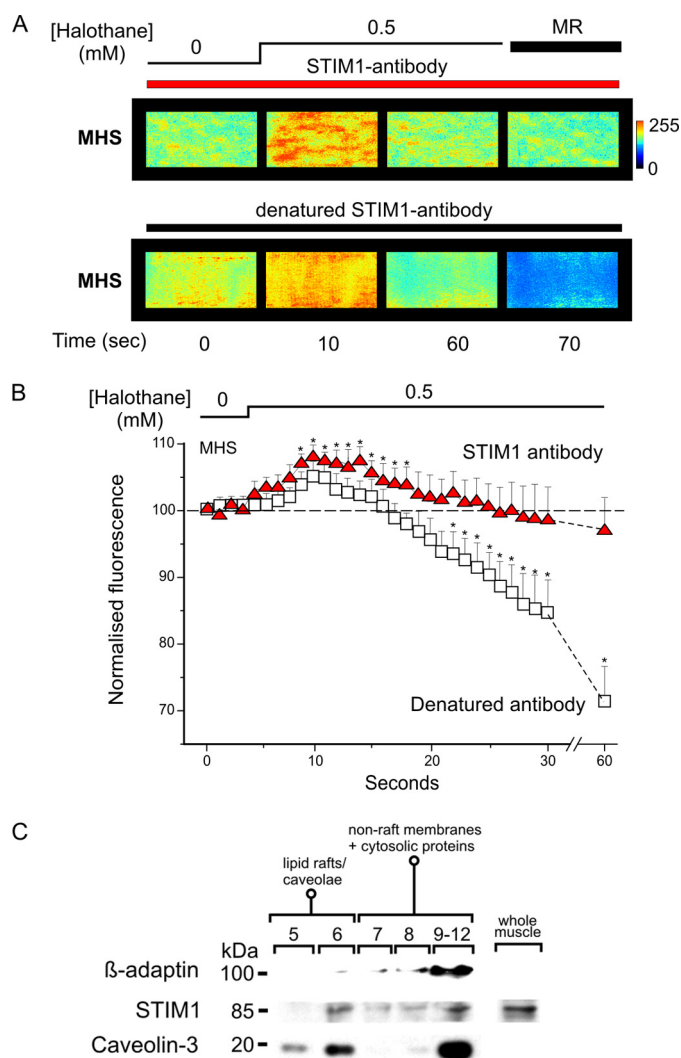 A
[Halothane]
(mM)
0
0.5
MR
STIM1-antibody
MHS
255
0
denatured STIM1-antibody
MHS
Time (sec)
0
10
60
70
B
[Halothane]
(mM)
0
0.5
MHS
STIM1 antibody
Denatured antibody
Normalised fluorescence
110
100
90
80
70
* * * * * * * * * *
* * * * * * * * * *
0
10
20
30
60
Seconds
C
non-raft membranes
+ cytosolic proteins
lipid rafts/
caveolae
whole
muscle
5
6
7
8
9-12
kDa
ß-adaptin
100
STIM1
85
Caveolin-3
20